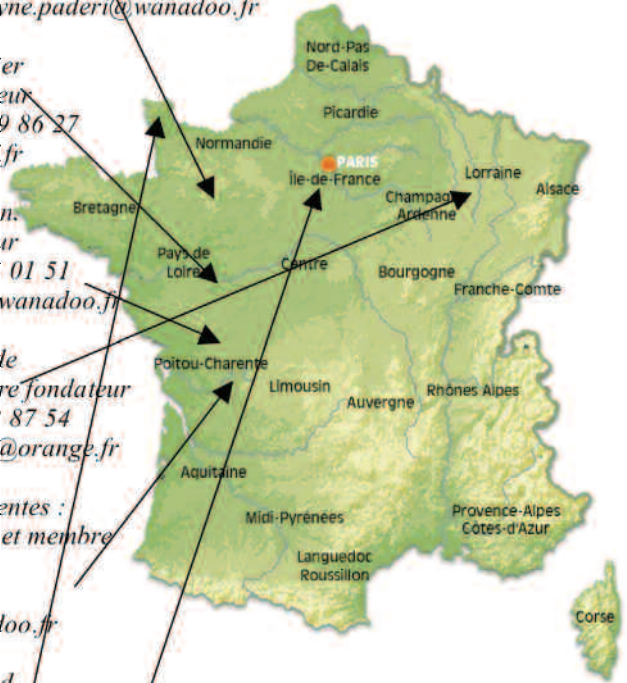 yne.paderi@wanadoo.fr
ier
eur
9 86 27
.fr
n.
ur
01 51
wanadoo.fr
de
re fondateur
87 54
@orange.fr
entes :
et membre
doo.fr
d
Nord-Pas
De-Calais
Picardie
Normandie
PARIS
Île-de-France
Lorraine
Champag
Ardenne
Alsace
Bretagne
Pays de
Loire
Centre
Bourgogne
Franche-Comte
Poitou-Charente
Limousin
Auvergne
Rhônes Alpes
Aquitaine
Midi-Pyrénées
Provence-Alpes
Côtes-d'Azur
Languedoc
Roussillon
Corse